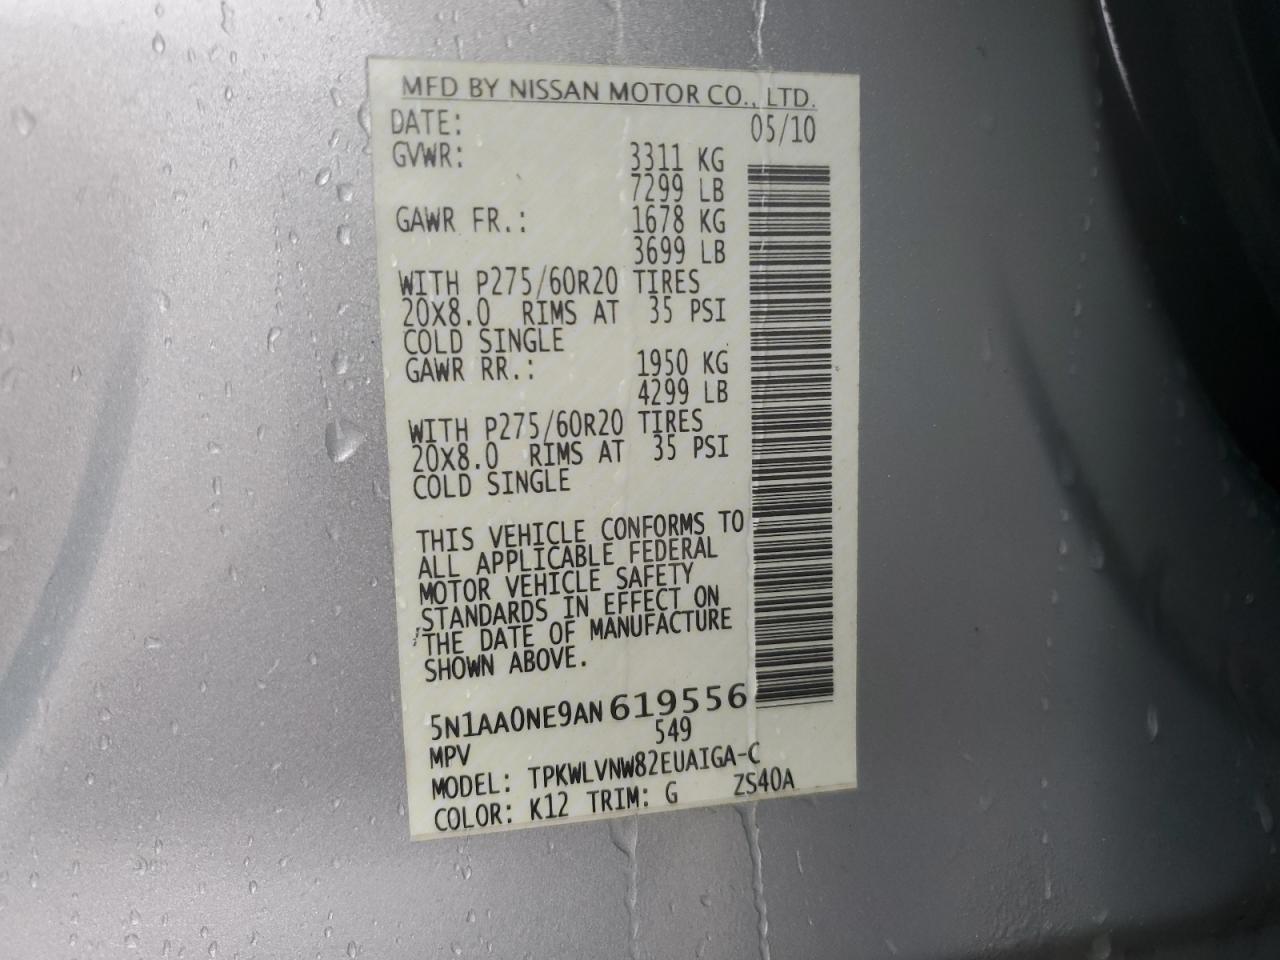 MFD BY NISSAN MOTOR CO., LTD.
DATE: 05/10
GVWR: 3311 KG
7299 LB
GAWR FR.: 1678 KG
3699 LB
WITH P275/60R20 TIRES
20X8.0 RIMS AT 35 PSI
COLD SINGLE
GAWR RR.: 1950 KG
4299 LB
WITH P275/60R20 TIRES
20X8.0 RIMS AT 35 PSI
COLD SINGLE
THIS VEHICLE CONFORMS TO
ALL APPLICABLE FEDERAL
MOTOR VEHICLE SAFETY
STANDARDS IN EFFECT ON
THE DATE OF MANUFACTURE
SHOWN ABOVE.
5N1AA0NE9AN619556
MPV 549
MODEL: TPKWLVNW82EUAIGA-C
COLOR: K12 TRIM: G ZS40A